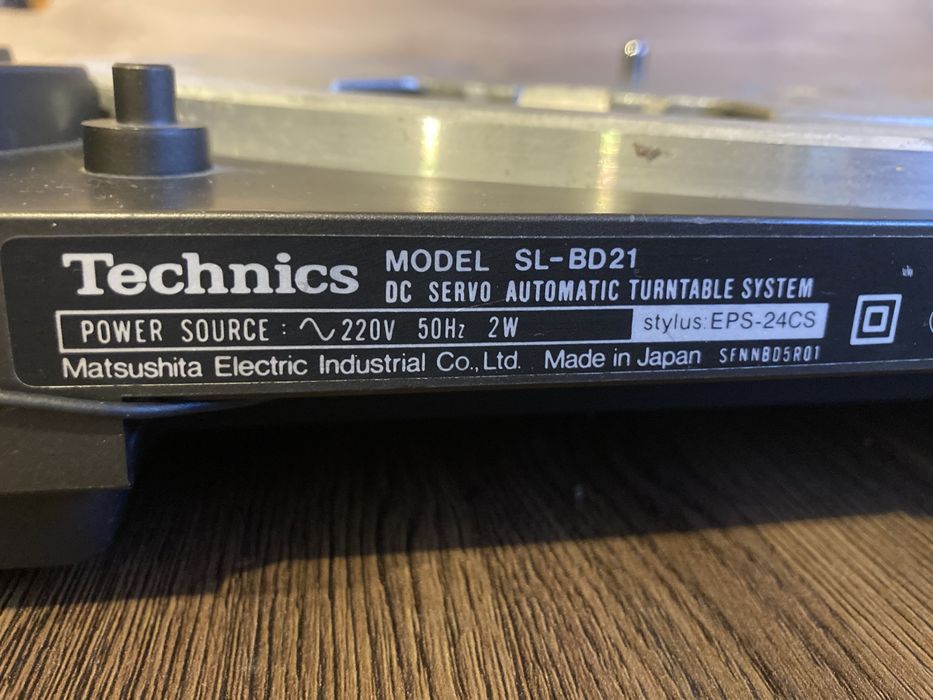 Technics MODEL SL-BD21
DC SERVO AUTOMATIC TURNTABLE SYSTEM
POWER SOURCE : ∿220V 50Hz 2W stylus: EPS-24CS
Matsushita Electric Industrial Co., Ltd. Made in Japan SFNNBD5R01